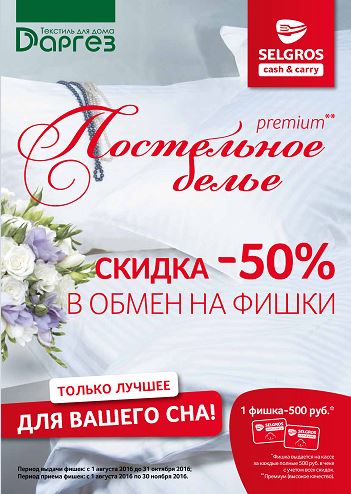 Текстиль для дома
Даргез
SELGROS
cash & carry
premium**
Постельное
белье
СКИДКА -50%
В ОБМЕН НА ФИШКИ
ТОЛЬКО ЛУЧШЕЕ
ДЛЯ ВАШЕГО СНА!
1 фишка-500 руб.*
SELGROS
SELGROS
*Фишка выдается на кассе
за каждые полные 500 руб. в чеке
с учетом всех скидок.
**Премиум (высокое качество).
Период выдачи фишек: с 1 августа 2016 до 31 октября 2016;
Период приема фишек: с 1 августа 2016 по 30 ноября 2016.